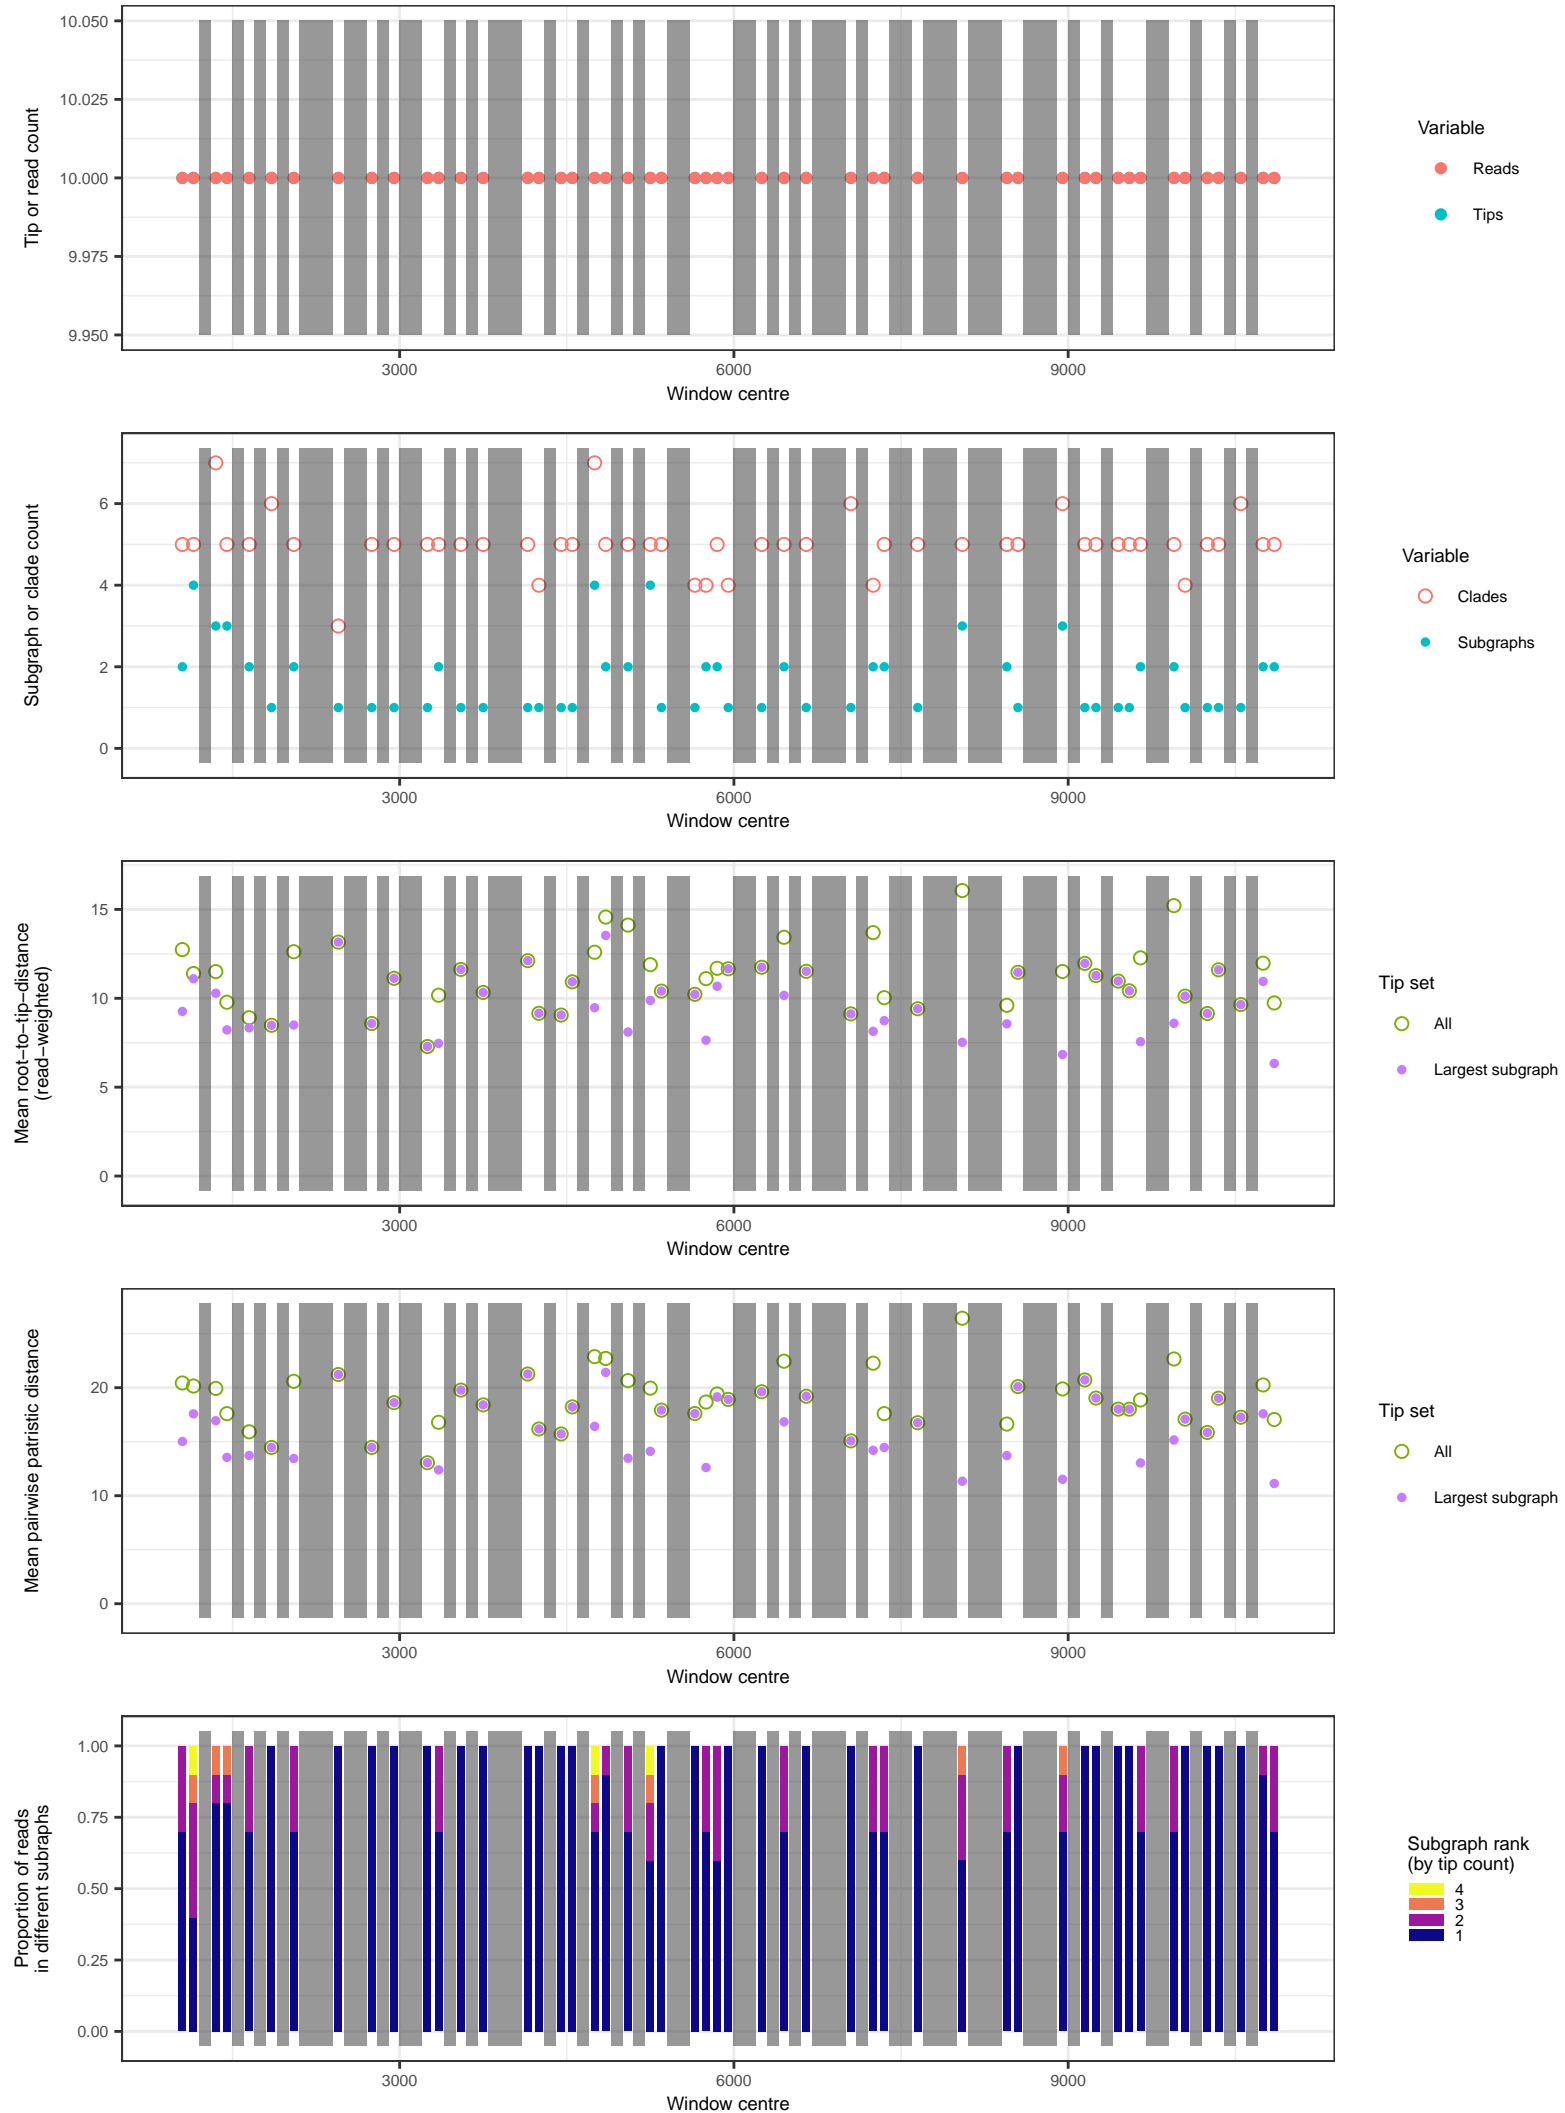 10.050
10.025
10.000
9.975
9.950
Tip or read count
3000
6000
9000
Window centre
Variable
Reads
Tips
6
4
2
0
Subgraph or clade count
3000
6000
9000
Window centre
Variable
Clades
Subgraphs
15
10
5
0
Mean root−to−tip−distance
(read−weighted)
3000
6000
9000
Window centre
Tip set
All
Largest subgraph
20
10
0
Mean pairwise patristic distance
3000
6000
9000
Window centre
Tip set
All
Largest subgraph
1.00
0.75
0.50
0.25
0.00
Proportion of reads
in different subraphs
3000
6000
9000
Window centre
Subgraph rank
(by tip count)
4
3
2
1